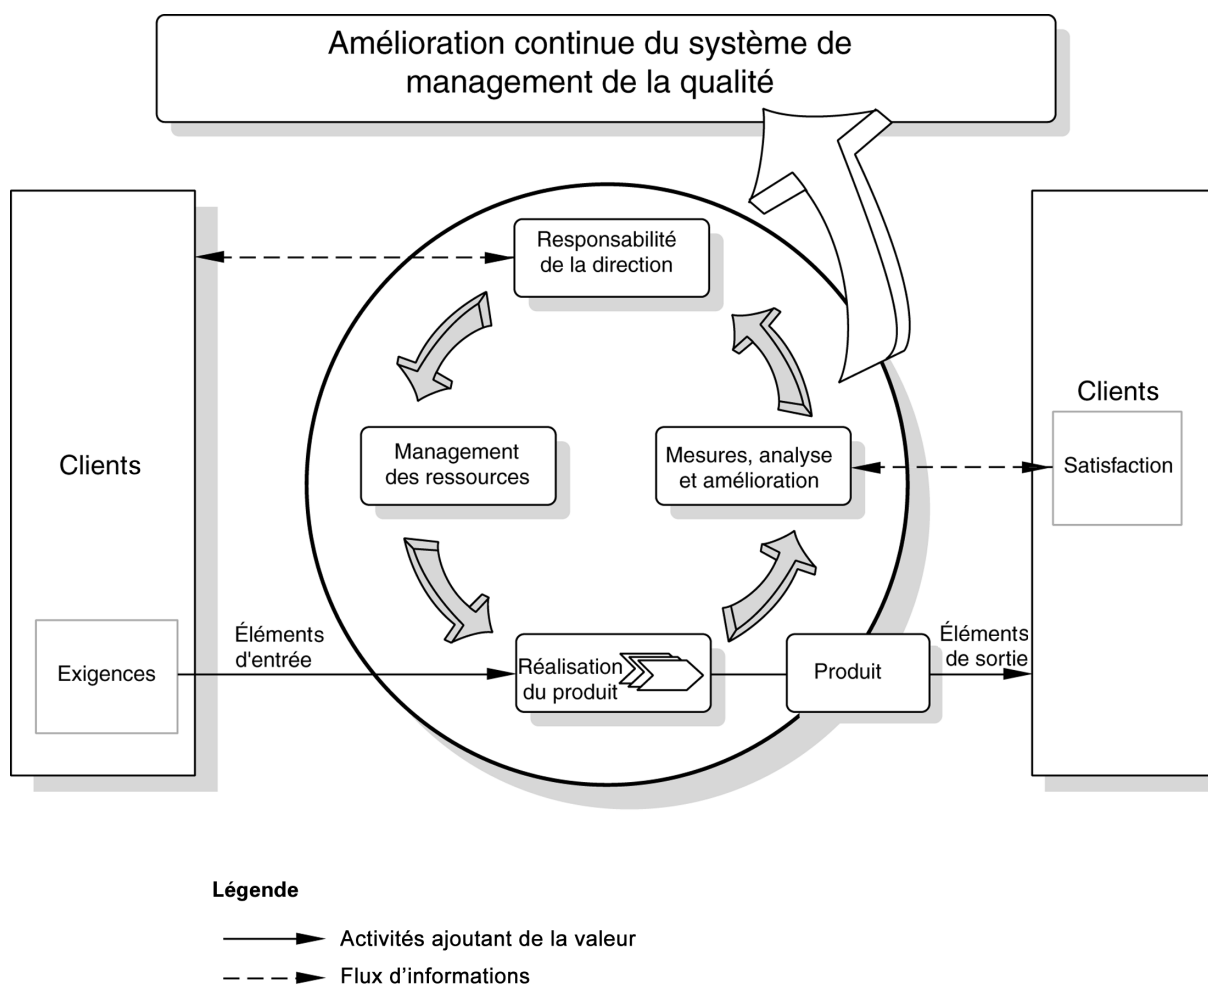 Amélioration continue du système de
management de la qualité
Responsabilité
de la direction
Clients
Clients
Management
des ressources
Mesures, analyse
et amélioration
Satisfaction
Exigences
Éléments
d'entrée
Réalisation
du produit
Produit
Éléments
de sortie
Légende
Activités ajoutant de la valeur
Flux d'informations